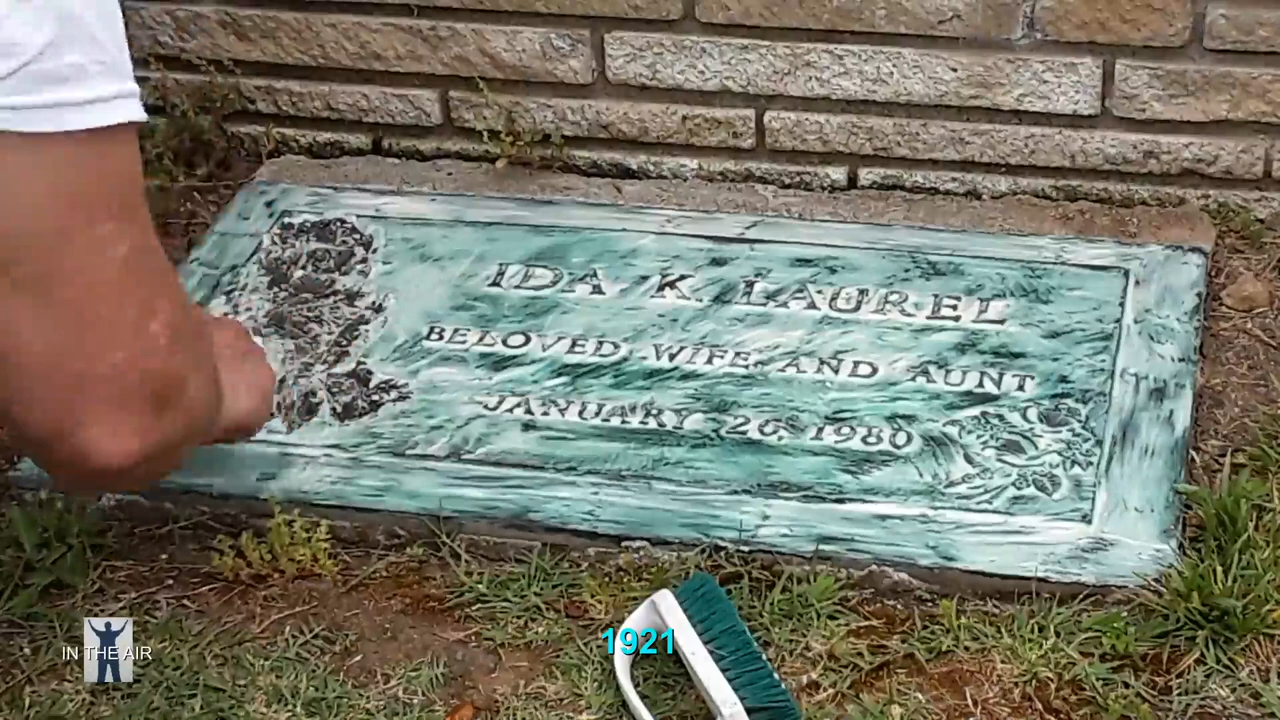 IDA K. LAUREL
BELOVED WIFE AND AUNT
JANUARY 26, 1980
1921
IN THE AIR